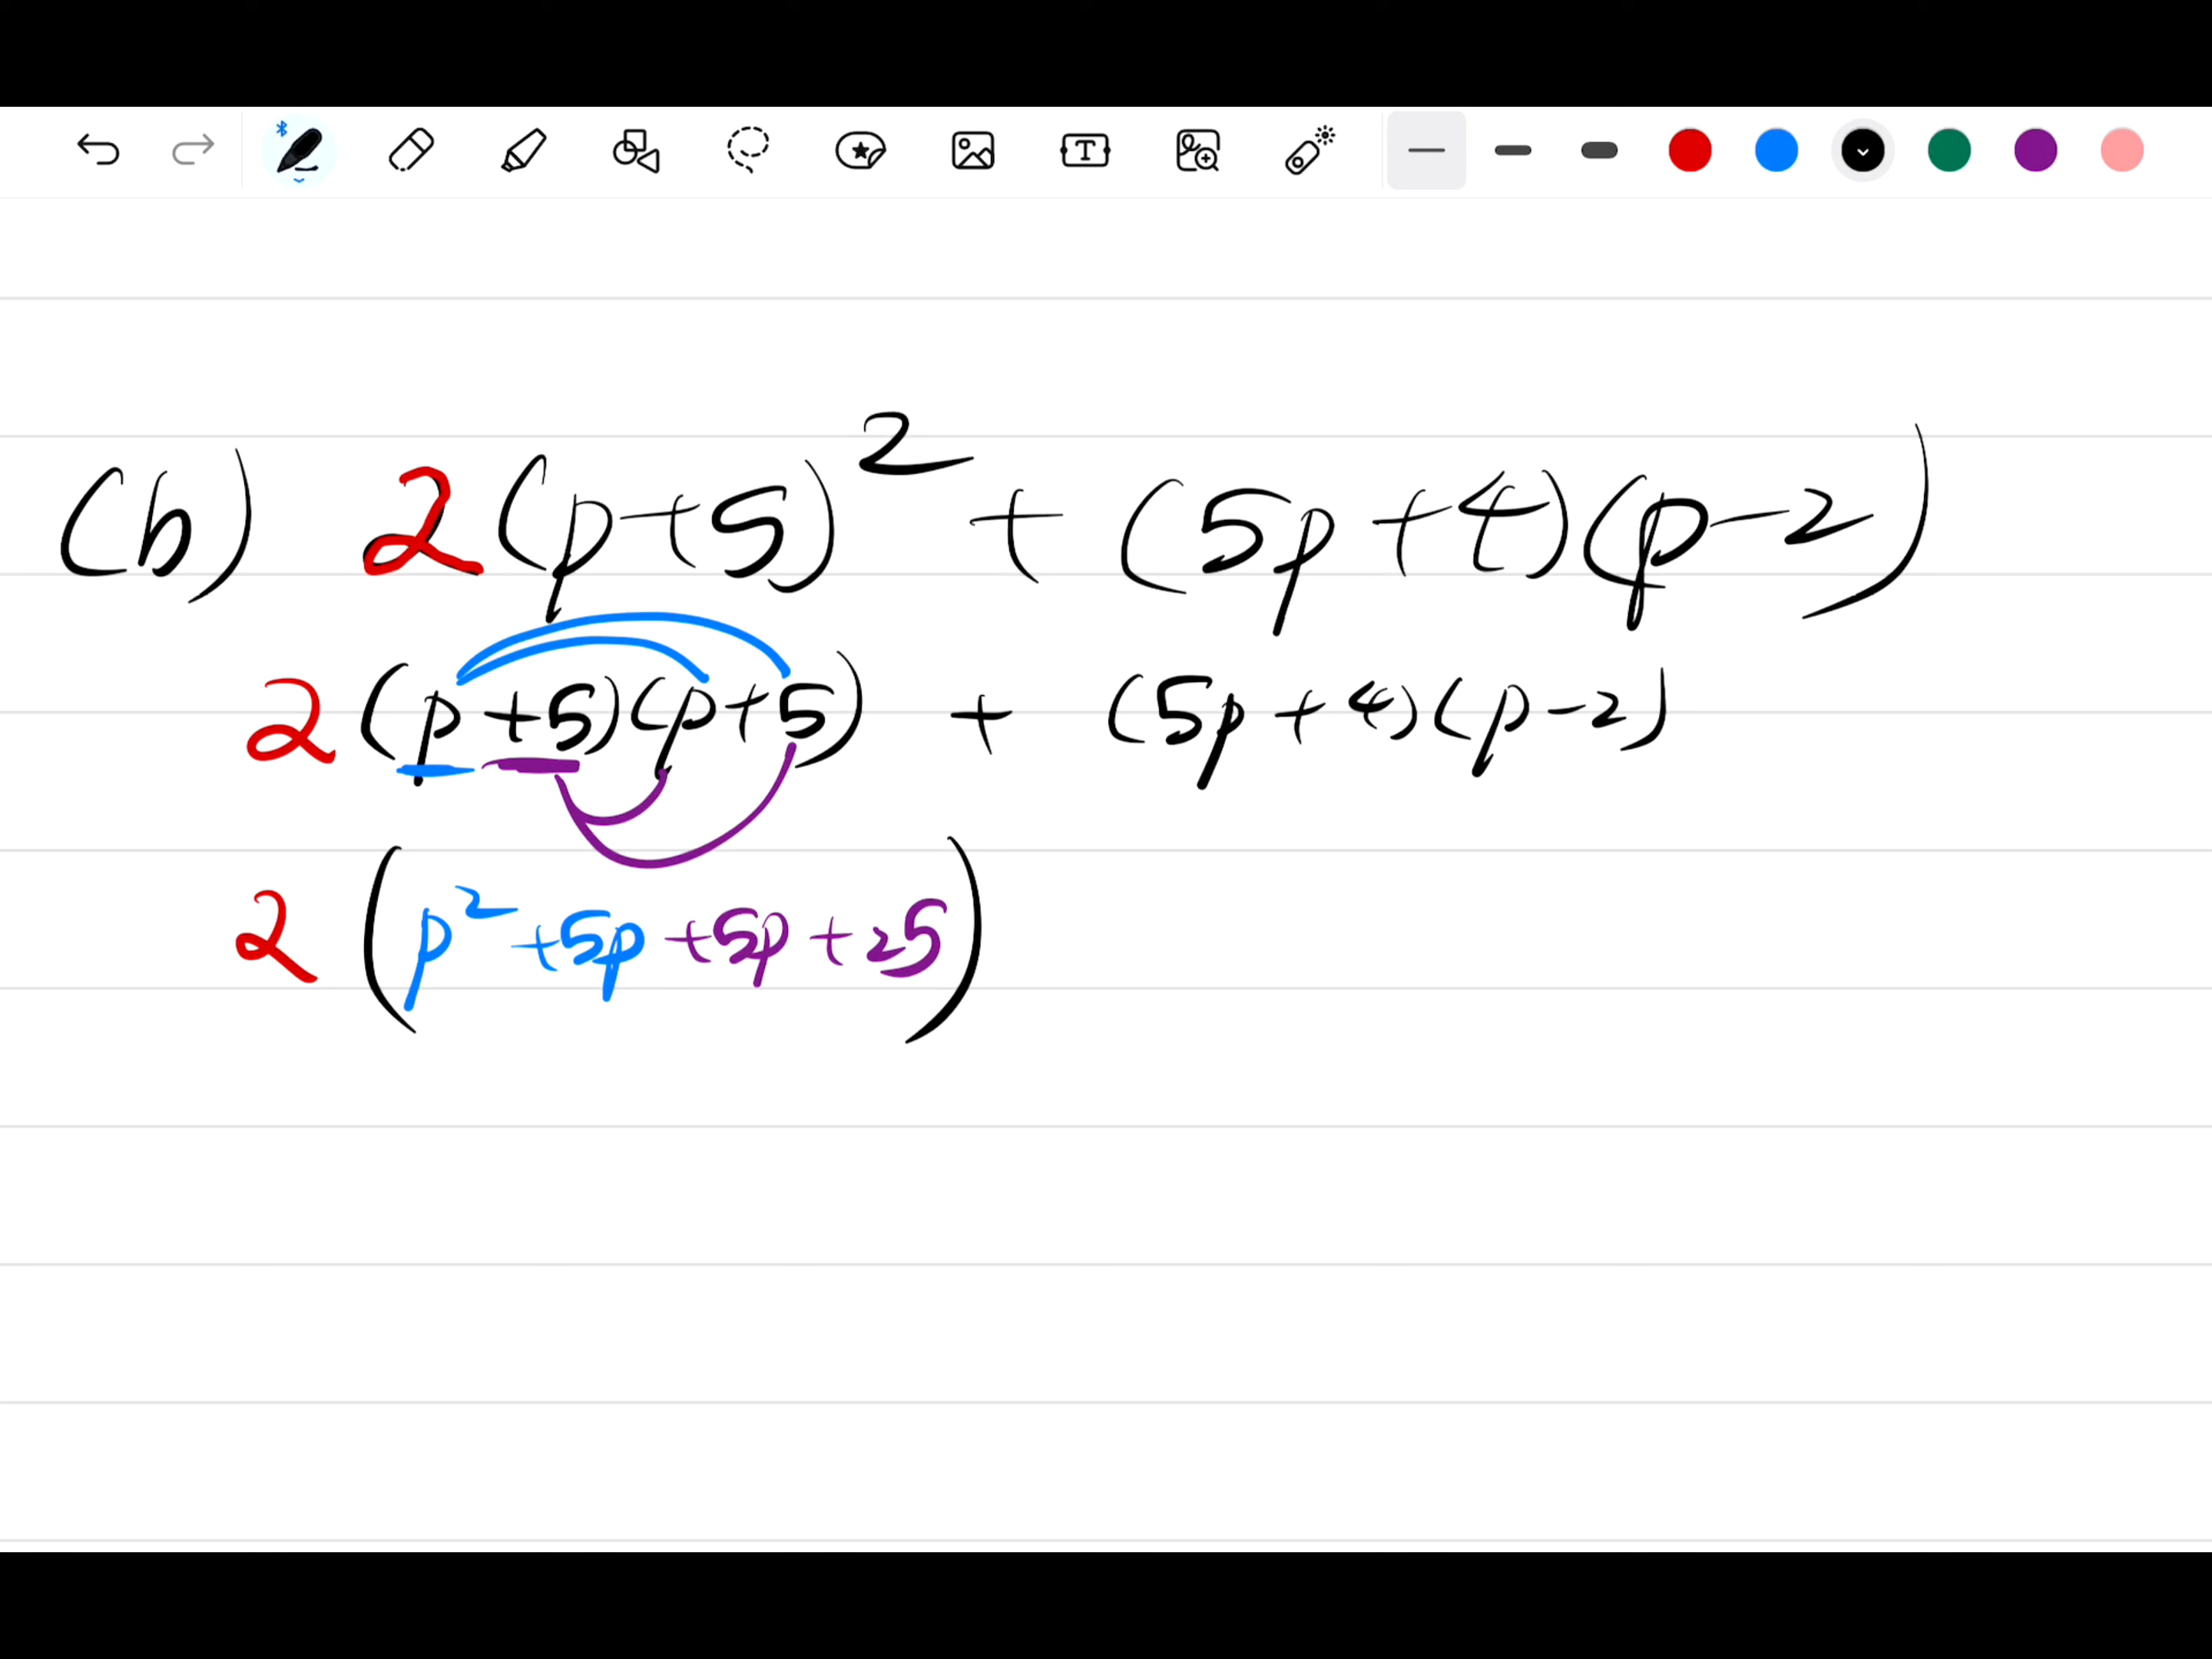 (b) 2(p+5)² + (5p+4)(p-2)
2(p+5)(p+5) + (5p+4)(p-2)
2(p² +5p +5p +25)